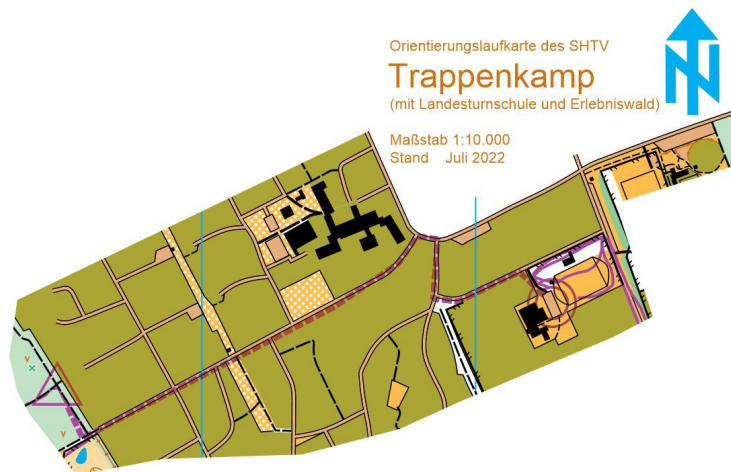 Orientierungslaufkarte des SHTV
Trappenkamp
(mit Landesturnschule und Erlebniswald)
Maßstab 1:10.000
Stand Juli 2022